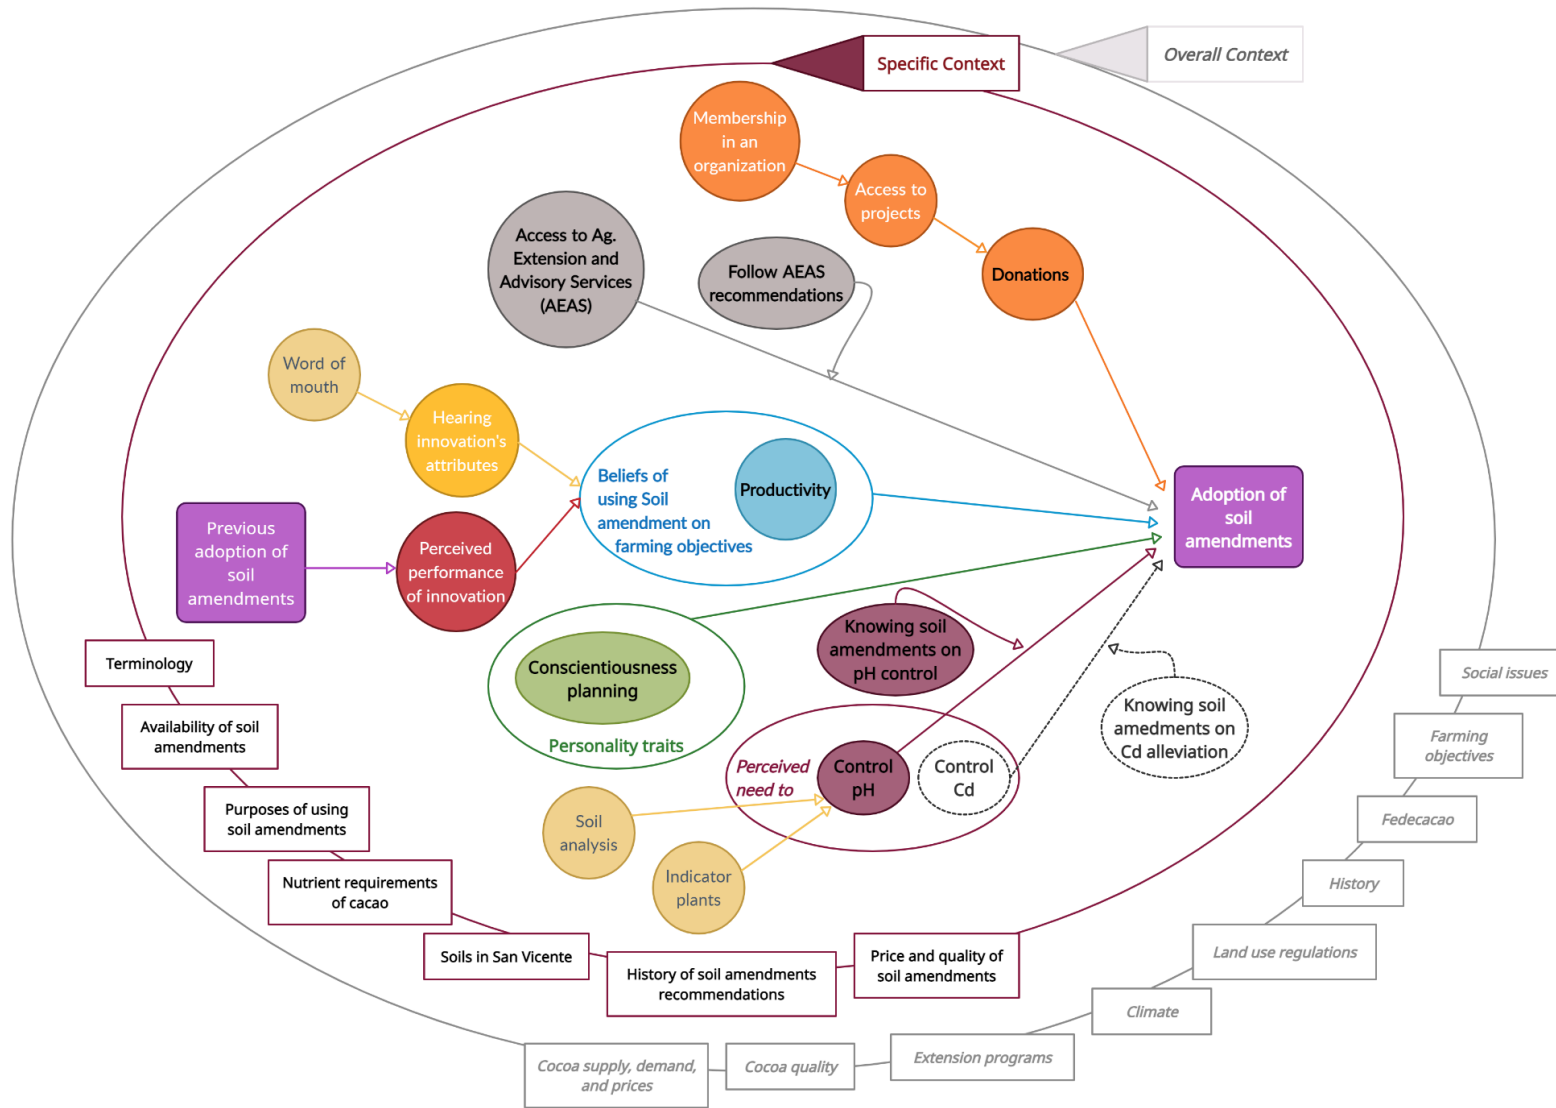 Specific Context
Overall Context
Membership
in an
organization
Access to
projects
Donations
Access to Ag.
Extension and
Advisory Services
(AEAS)
Follow AEAS
recommendations
Word of
mouth
Hearing
innovation's
attributes
Beliefs of
using Soil
amendment on
farming objectives
Productivity
Adoption of
soil
amendments
Previous
adoption of
soil
amendments
Perceived
performance
of innovation
Conscientiousness
planning
Personality traits
Knowing soil
amendments on
pH control
Knowing soil
amedments on
Cd alleviation
Perceived
need to
Control
pH
Control
Cd
Soil
analysis
Indicator
plants
Terminology
Availability of soil
amendments
Purposes of using
soil amendments
Nutrient requirements
of cacao
Soils in San Vicente
History of soil amendments
recommendations
Price and quality of
soil amendments
Social issues
Farming
objectives
Fedecacao
History
Land use regulations
Climate
Extension programs
Cocoa quality
Cocoa supply, demand,
and prices